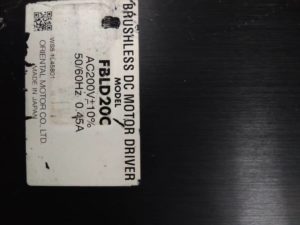 BRUSHLESS DC MOTOR DRIVER
MODEL
FBLD20C
AC200V±10%
50/60Hz 0.45A
ORIENTAL MOTOR CO., LTD.
MADE IN JAPAN